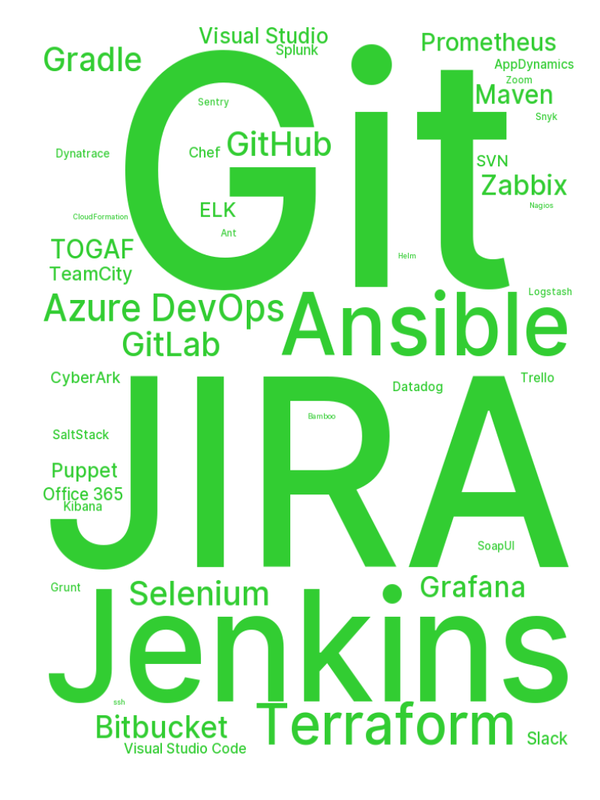 Visual Studio
Splunk
Prometheus
Gradle
AppDynamics
Zoom
Maven
Sentry
Snyk
Git
GitHub
Chef
Dynatrace
SVN
Zabbix
Nagios
ELK
CloudFormation
Ant
TOGAF
Helm
TeamCity
Logstash
Azure DevOps
Ansible
GitLab
CyberArk
Trello
Datadog
Bamboo
SaltStack
JIRA
Puppet
Office 365
Kibana
SoapUI
Grunt
Selenium
Grafana
Jenkins
ssh
Bitbucket
Terraform
Slack
Visual Studio Code